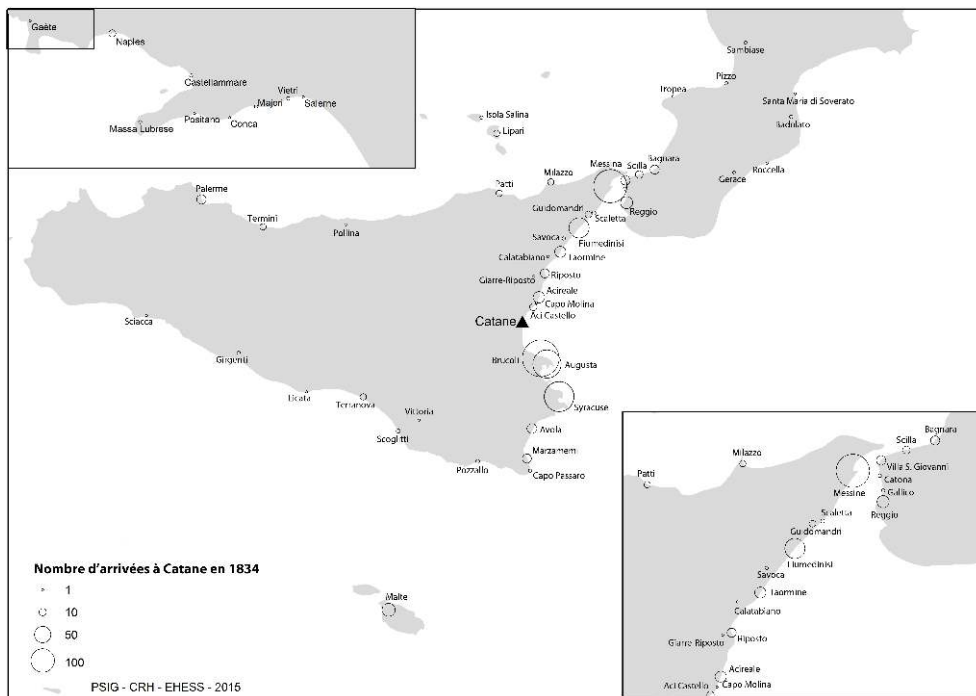 Gaëte
Naples
Castellammare
Vietri
Majori
Salerne
Positano
Conca
Massa Lubrese
Sambiase
Pizzo
Tropea
Santa Maria di Soverato
Badolato
Isola Salina
Lipari
Roccella
Gerace
Messina
Scilla
Bagnara
Milazzo
Patti
Reggio
Palerme
Termini
Pollina
Guidomandri
Scaletta
Savoca
Fiumedinisi
Calatabiano
Taormine
Giarre-Riposto
Riposto
Acireale
Capo Molina
Aci Castello
Catane
Sciacca
Girgenti
Brucoli
Augusta
Licata
Terranova
Syracuse
Vittoria
Scoglitti
Avola
Marzamemi
Pozzallo
Capo Passaro
Malte
Nombre d'arrivées à Catane en 1834
1
10
50
100
PSIG - CRH - EHESS - 2015
Bagnara
Scilla
Milazzo
Villa S. Giovanni
Patti
Catona
Messine
Gallico
Reggio
Scaletta
Guidomandri
Fiumedinisi
Savoca
Taormine
Calatabiano
Giarre-Riposto
Riposto
Acireale
Aci Castello
Capo Molina